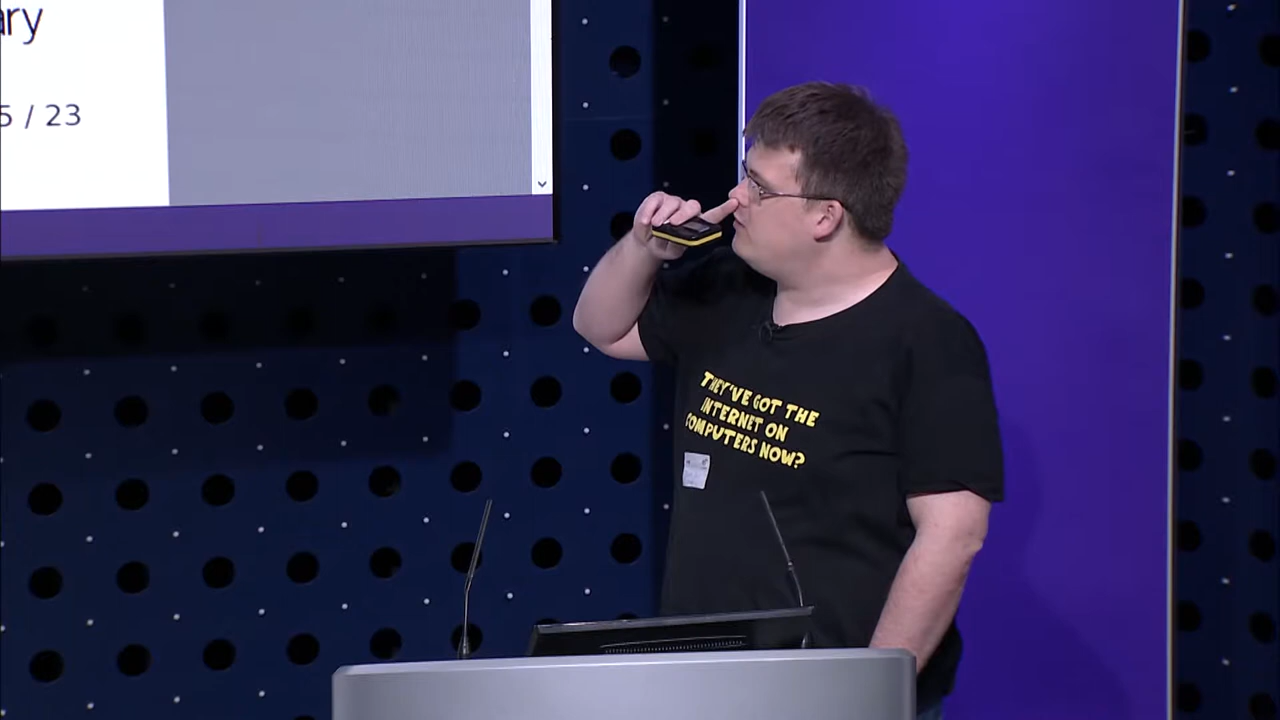 ary
5 / 23
THEY'VE GOT THE
INTERNET ON
COMPUTERS NOW?